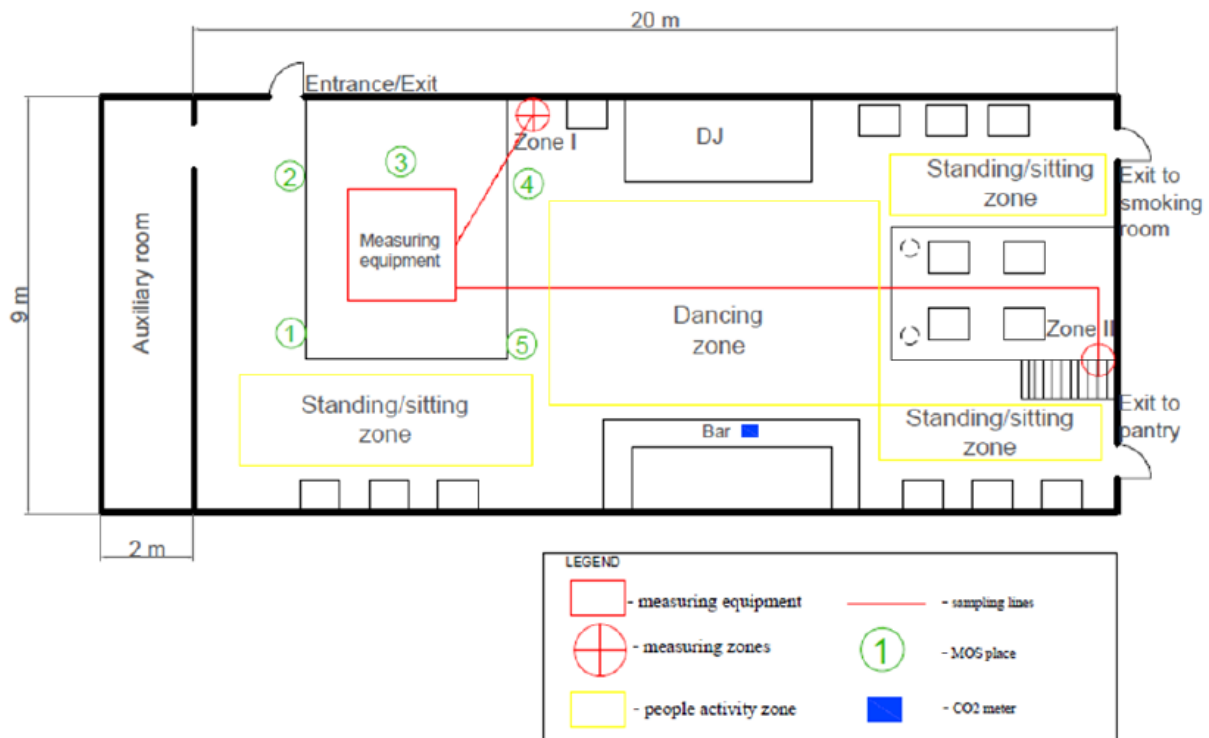 20 m
Entrance/Exit
Zone I
DJ
Standing/sitting
zone
Exit to
smoking
room
3
2
4
Measuring
equipment
Auxiliary room
9 m
Dancing
zone
Zone II
1
5
Standing/sitting
zone
Bar
Standing/sitting
zone
Exit to
pantry
2 m
LEGEND
- measuring equipment
- sampling lines
- measuring zones
1
- MOS place
- people activity zone
- CO2 meter